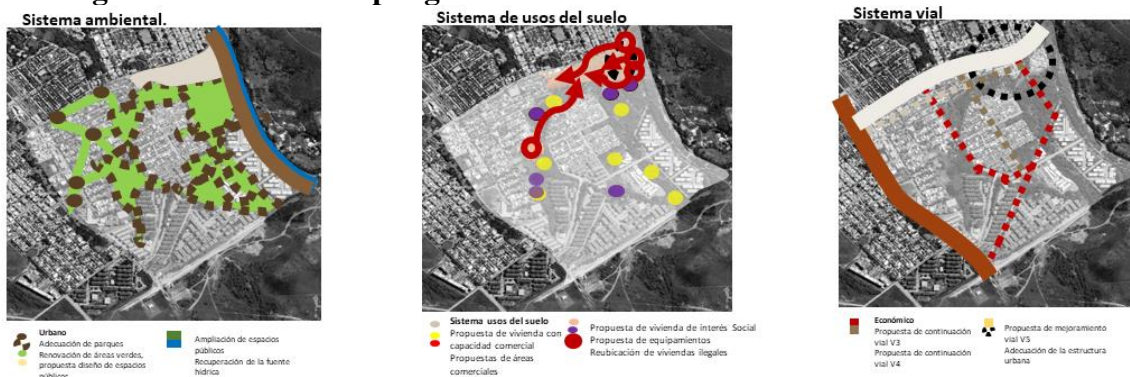 Sistema ambiental.
Urbano
Adecuación de parques
Renovación de áreas verdes,
propuesta diseño de espacios
públicos
Ampliación de espacios
públicos
Recuperación de la fuente
hídrica
Sistema de usos del suelo
Sistema usos del suelo
Propuesta de vivienda con
capacidad comercial
Propuestas de áreas
comerciales
Propuesta de vivienda de interés Social
Propuesta de equipamientos
Reubicación de viviendas ilegales
Sistema vial
Económico
Propuesta de continuación
vial V3
Propuesta de continuación
vial V4
Propuesta de mejoramiento
vial V5
Adecuación de la estructura
urbana